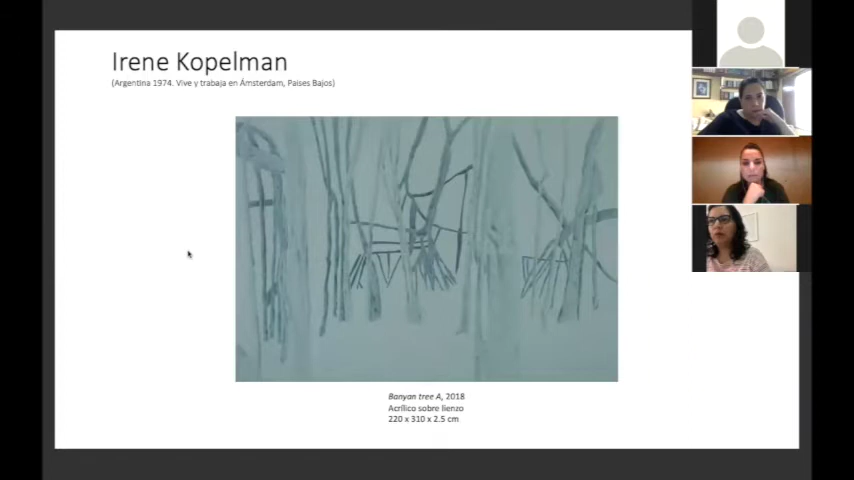 Irene Kopelman
(Argentina 1974. Vive y trabaja en Ámsterdam, Paises Bajos)
Banyan tree A, 2018
Acrílico sobre lienzo
220 x 310 x 2.5 cm